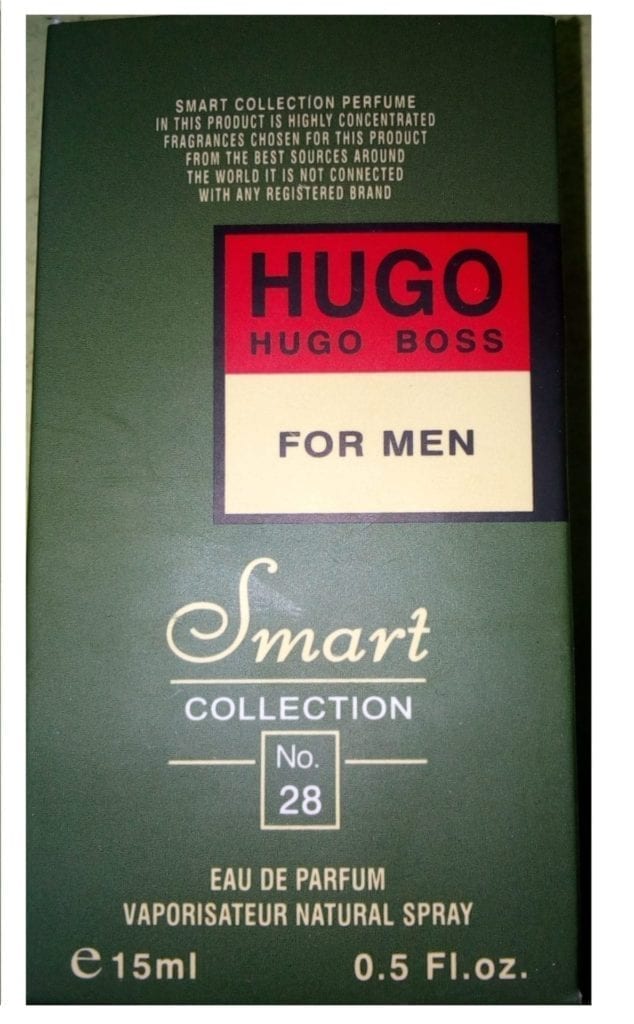 SMART COLLECTİON PERFUME
IN THIS PRODUCT IS HIGHLY CONCENTRATED
FRAGRANCES CHOSEN FOR THIS PRODUCT
FROM THE BEST SOURCES AROUND
THE WORLD IT IS NOT CONNECTED
WITH ANY REGISTERED BRAND
HUGO
HUGO BOSS
FOR MEN
Smart
COLLECTION
No.
28
EAU DE PARFUM
VAPORISATEUR NATURAL SPRAY
e 15ml 0.5 Fl.oz.